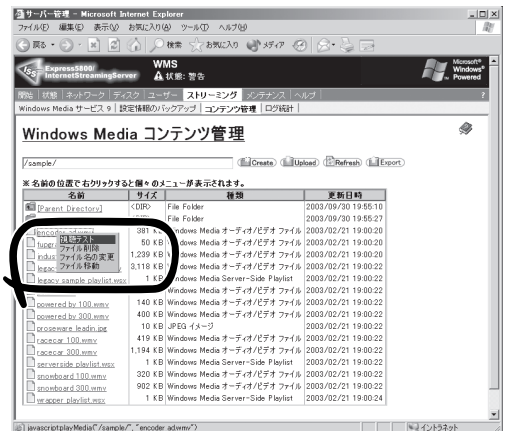 サーバー管理 - Microsoft Internet Explorer
ファイル(F) 編集(E) 表示(V) お気に入り(A) ツール(T) ヘルプ(H)
戻る 検索 お気に入り メディア
Express5800/
InternetStreamingServer
WMS
状態: 警告
Microsoft®
Windows®
Powered
開始 状態 ネットワーク ディスク ユーザー ストリーミング メンテナンス ヘルプ ?
Windows Media サービス 9 設定情報のバックアップ コンテンツ管理 ログ統計
Windows Media コンテンツ管理
/sample/ Create Upload Refresh Export
※ 名前の位置で右クリックすると個々のメニューが表示されます。
名前 サイズ 種類 更新日時
[Parent Directory] <DIR> File Folder 2003/09/30 19:55:10
<DIR> File Folder 2003/09/30 19:55:27
encoder ad.wmv 381 KB Windows Media オーディオ/ビデオ ファイル 2003/02/21 19:00:20
視聴テスト
ファイル削除
ファイル名の変更
ファイル移動
50 KB Windows Media オーディオ/ビデオ ファイル 2003/02/21 19:00:20
indus 1,239 KB Windows Media オーディオ/ビデオ ファイル 2003/02/21 19:00:20
legac 3,118 KB Windows Media オーディオ/ビデオ ファイル 2003/02/21 19:00:22
legacy sample playlist.wsx 1 KB Windows Media Server-Side Playlist 2003/02/21 19:00:22
powered by 100.wmv 140 KB Windows Media オーディオ/ビデオ ファイル 2003/02/21 19:00:22
powered by 300.wmv 400 KB Windows Media オーディオ/ビデオ ファイル 2003/02/21 19:00:22
proseware leadin.jpg 10 KB JPEG イメージ 2003/02/21 19:00:22
racecar 100.wmv 419 KB Windows Media オーディオ/ビデオ ファイル 2003/02/21 19:00:22
racecar 300.wmv 1,194 KB Windows Media オーディオ/ビデオ ファイル 2003/02/21 19:00:22
serverside playlist.wsx 1 KB Windows Media Server-Side Playlist 2003/02/21 19:00:22
snowboard 100.wmv 320 KB Windows Media オーディオ/ビデオ ファイル 2003/02/21 19:00:22
snowboard 300.wmv 902 KB Windows Media オーディオ/ビデオ ファイル 2003/02/21 19:00:22
wrapper playlist.wsx 1 KB Windows Media Server-Side Playlist 2003/02/21 19:00:24
javascript:playMedia("/sample/", "encoder ad.wmv") イントラネット